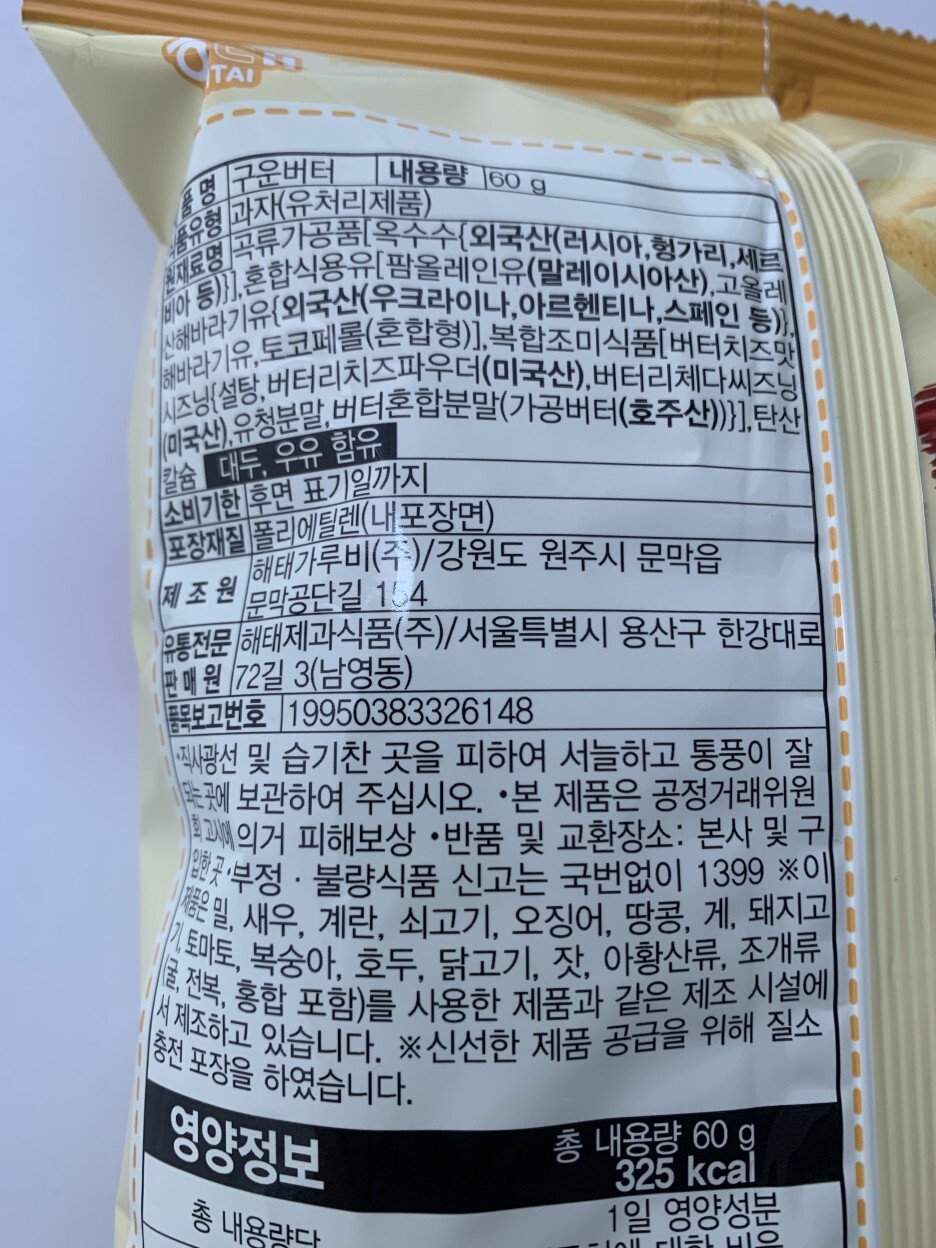 TAI
품 명 구운버터 내용량 60 g
식품유형 과자(유처리제품)
원재료명 곡류가공품[옥수수{외국산(러시아,헝가리,세르
비아 등)}],혼합식용유[팜올레인유(말레이시아산),고올레
산해바라기유{외국산(우크라이나,아르헨티나,스페인 등)},
해바라기유,토코페롤(혼합형)],복합조미식품[버터치즈맛
시즈닝{설탕,버터리치즈파우더(미국산),버터리체다씨즈닝
(미국산),유청분말,버터혼합분말(가공버터(호주산))}],탄산
칼슘 대두, 우유 함유
소비기한 후면 표기일까지
포장재질 폴리에틸렌(내포장면)
제 조 원 해태가루비(주)/강원도 원주시 문막읍
문막공단길 154
유통전문 해태제과식품(주)/서울특별시 용산구 한강대로
판 매 원 72길 3(남영동)
품목보고번호 19950383326148
•직사광선 및 습기찬 곳을 피하여 서늘하고 통풍이 잘
되는 곳에 보관하여 주십시오. •본 제품은 공정거래위원
회 고시에 의거 피해보상 •반품 및 교환장소: 본사 및 구
입한 곳 •부정 · 불량식품 신고는 국번없이 1399 ※이
제품은 밀, 새우, 계란, 쇠고기, 오징어, 땅콩, 게, 돼지고
기, 토마토, 복숭아, 호두, 닭고기, 잣, 아황산류, 조개류
(굴, 전복, 홍합 포함)를 사용한 제품과 같은 제조 시설에
서 제조하고 있습니다. ※신선한 제품 공급을 위해 질소
충전 포장을 하였습니다.
영양정보 총 내용량 60 g
325 kcal
총 내용량당 1일 영양성분